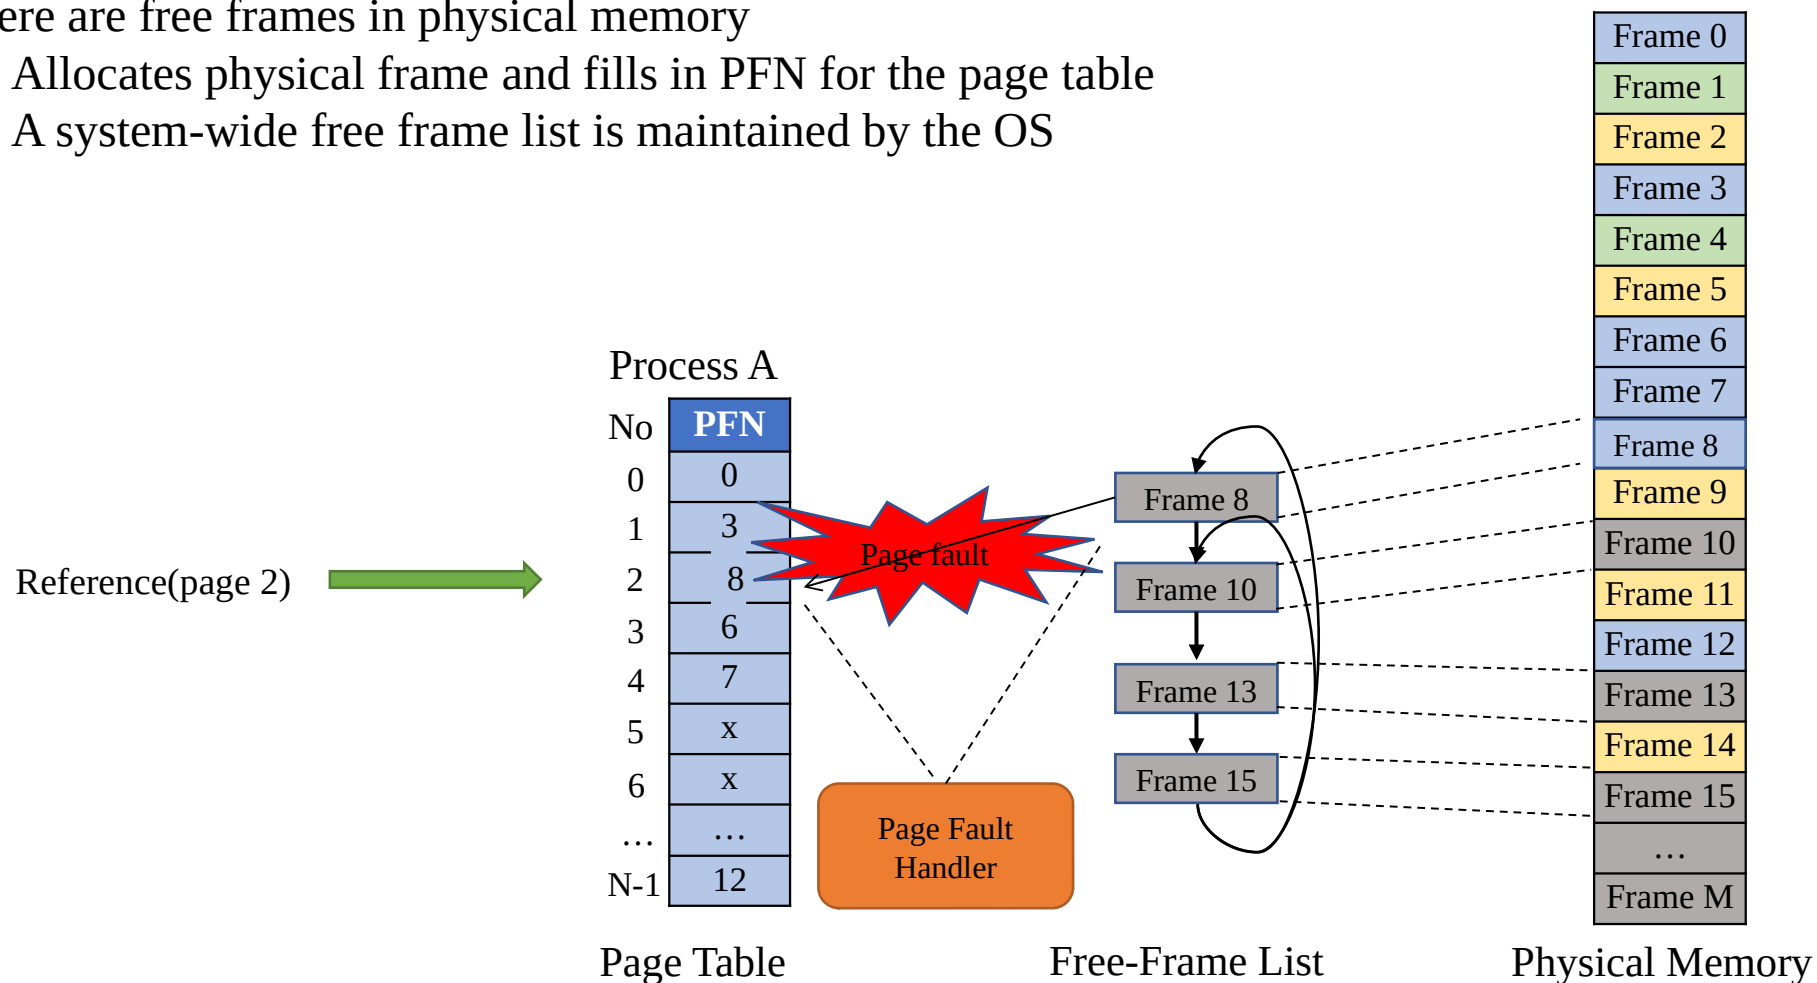 ere are free frames in physical memory
Allocates physical frame and fills in PFN for the page table
A system-wide free frame list is maintained by the OS
Process A
No PFN
0 0
1 3
2 8
3 6
4 7
5 x
6 x
… …
N-1 12
Page Table
Reference(page 2)
Page fault
Page Fault
Handler
Frame 8
Frame 10
Frame 13
Frame 15
Free-Frame List
Frame 0
Frame 1
Frame 2
Frame 3
Frame 4
Frame 5
Frame 6
Frame 7
Frame 8
Frame 9
Frame 10
Frame 11
Frame 12
Frame 13
Frame 14
Frame 15
…
Frame M
Physical Memory